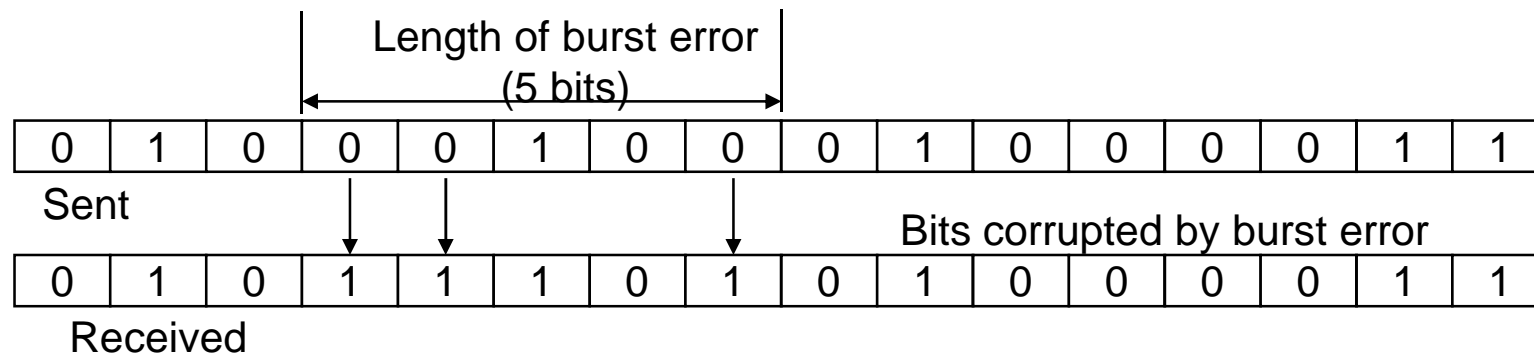 Length of burst error
(5 bits)
0 1 0 0 0 1 0 0 0 1 0 0 0 0 1 1
Sent
Bits corrupted by burst error
0 1 0 1 1 1 0 1 0 1 0 0 0 0 1 1
Received